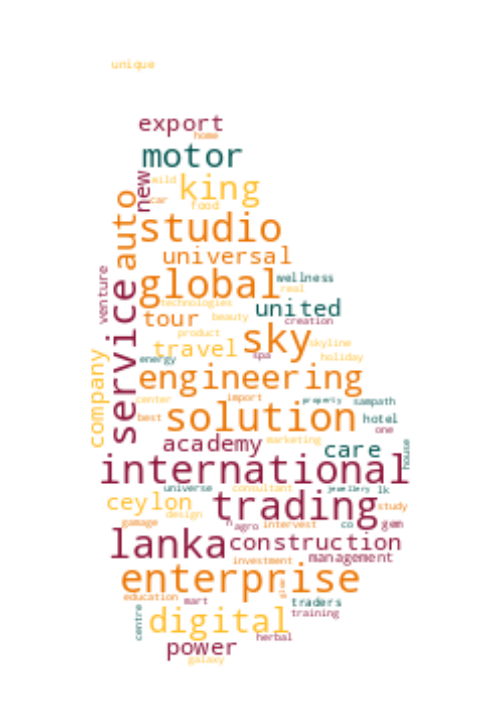 unique
export
home
motor
new
wild
king
car
food
auto
studio
universal
global
wellness
real
venture
technologies
united
service
tour
beauty
creation
product
sky
skyline
travel
spa
holiday
energy
company
engineering
center
import
property
sampath
best
solution
hotel
one
academy
marketing
care
house
international
universe
consultant
jewellery
lk
ceylon
trading
study
design
gamage
agro
intervest
co
gem
lanka
construction
investment
management
enterprise
education
mart
traders
centre
digital
training
herbal
power
galaxy